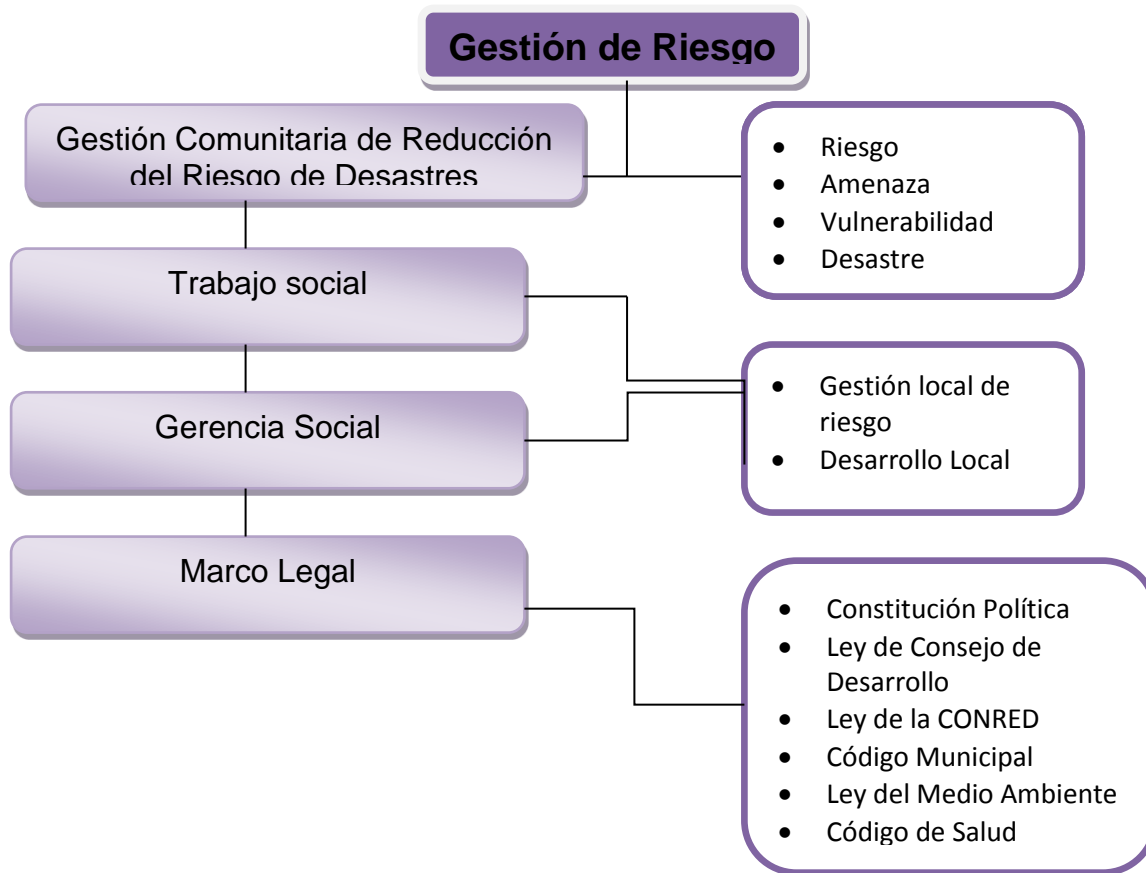 Gestión de Riesgo
Gestión Comunitaria de Reducción
del Riesgo de Desastres
• Riesgo
• Amenaza
• Vulnerabilidad
• Desastre
Trabajo social
Gerencia Social
• Gestión local de
riesgo
• Desarrollo Local
Marco Legal
• Constitución Política
• Ley de Consejo de
Desarrollo
• Ley de la CONRED
• Código Municipal
• Ley del Medio Ambiente
• Código de Salud